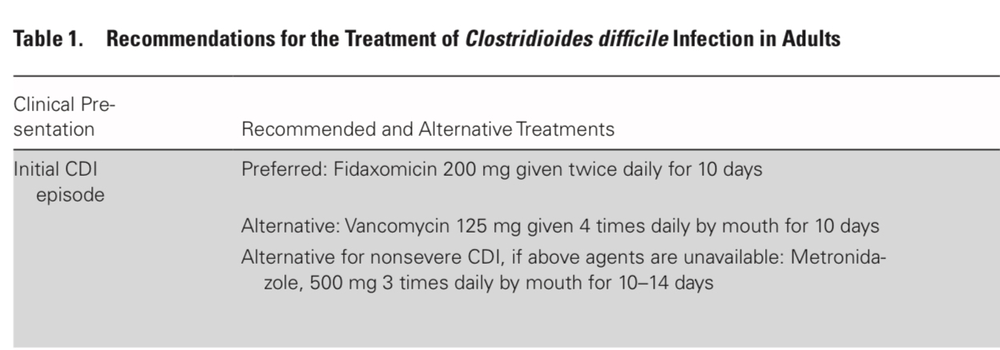 Table 1. Recommendations for the Treatment of Clostridioides difficile Infection in Adults
Clinical Pre-
sentation
Recommended and Alternative Treatments
Initial CDI
episode
Preferred: Fidaxomicin 200 mg given twice daily for 10 days
Alternative: Vancomycin 125 mg given 4 times daily by mouth for 10 days
Alternative for nonsevere CDI, if above agents are unavailable: Metronida-
zole, 500 mg 3 times daily by mouth for 10–14 days